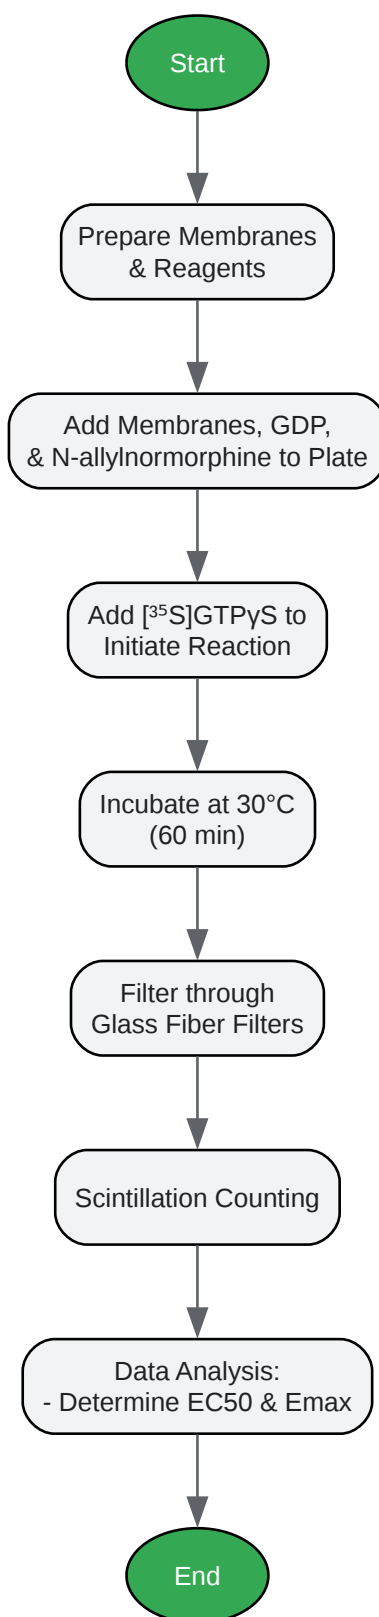 Start
Prepare Membranes
& Reagents
Add Membranes, GDP,
& N-allylnormorphine to Plate
Add [³⁵S]GTPγS to
Initiate Reaction
Incubate at 30°C
(60 min)
Filter through
Glass Fiber Filters
Scintillation Counting
Data Analysis:
- Determine EC50 & Emax
End